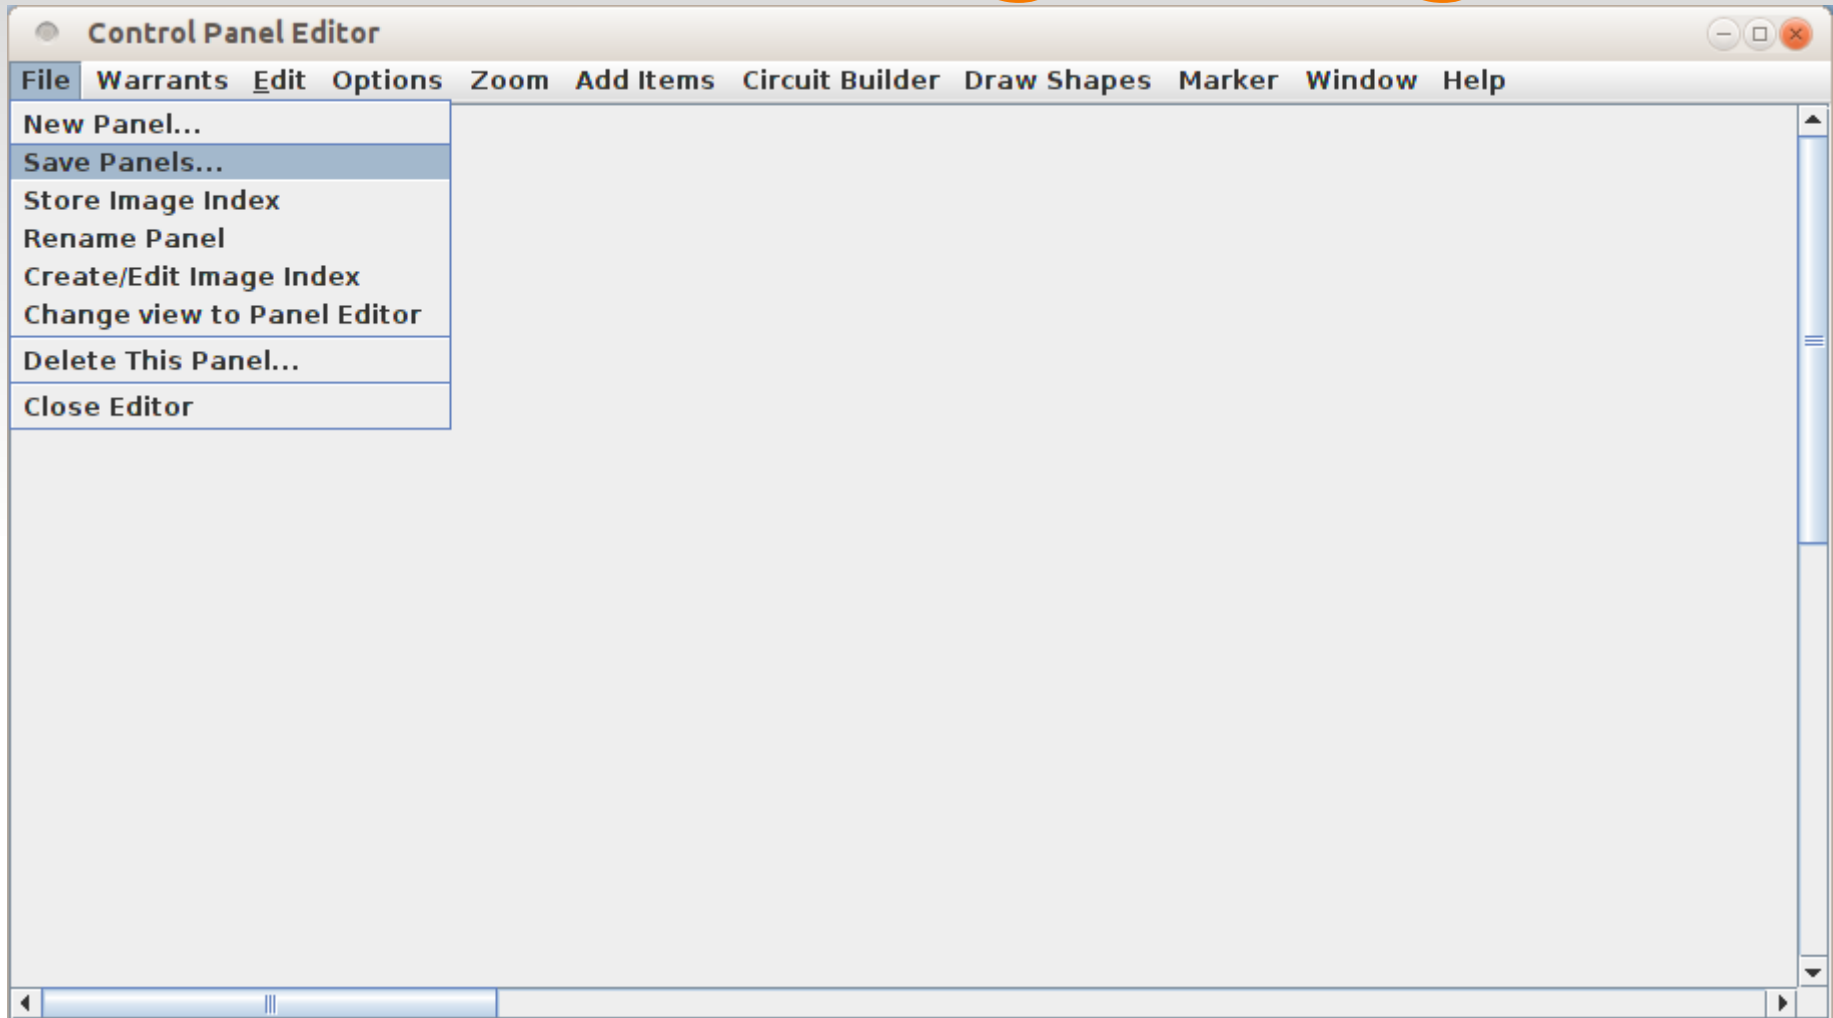 Control Panel Editor
File Warrants Edit Options Zoom Add Items Circuit Builder Draw Shapes Marker Window Help
New Panel...
Save Panels...
Store Image Index
Rename Panel
Create/Edit Image Index
Change view to Panel Editor
Delete This Panel...
Close Editor